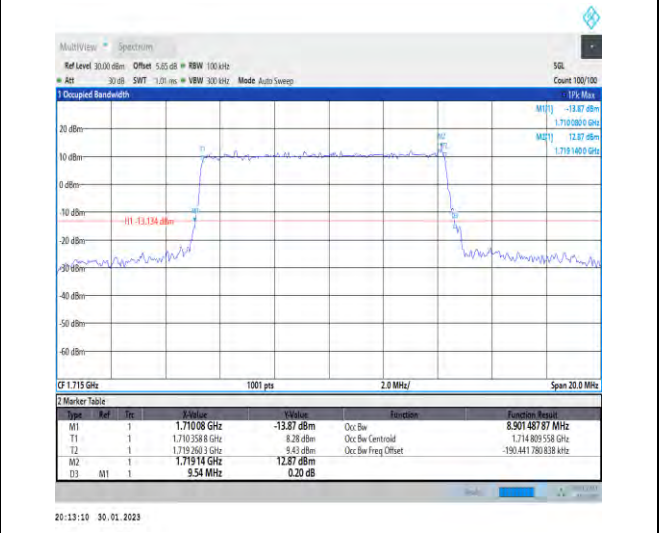 MultiView Spectrum
Ref Level 30.00 dBm Offset 5.85 dB RBW 100 kHz SGL
Att 30 dB SWT 1.01 ms VBW 300 kHz Mode Auto Sweep Count 100/100
1 Occupied Bandwidth 1Pk Max
M1[1] -13.87 dBm
1.710 080 0 GHz
M2[1] 12.87 dBm
1.719 140 0 GHz
20 dBm
M2
T1
10 dBm
0 dBm
-10 dBm
H1 -13.134 dBm
-20 dBm
-30 dBm
-40 dBm
-50 dBm
-60 dBm
CF 1.715 GHz 1001 pts 2.0 MHz/ Span 20.0 MHz
2 Marker Table
Type Ref Trc X-Value Y-Value Function Function Result
M1 1 1.710 08 GHz -13.87 dBm Occ Bw 8.901 487 87 MHz
T1 1 1.710 358 8 GHz 8.28 dBm Occ Bw Centroid 1.714 809 558 GHz
T2 1 1.719 260 3 GHz 9.43 dBm Occ Bw Freq Offset -190.441 780 838 kHz
M2 1 1.719 14 GHz 12.87 dBm
D3 M1 1 9.54 MHz 0.20 dB
20:13:10 30.01.2023